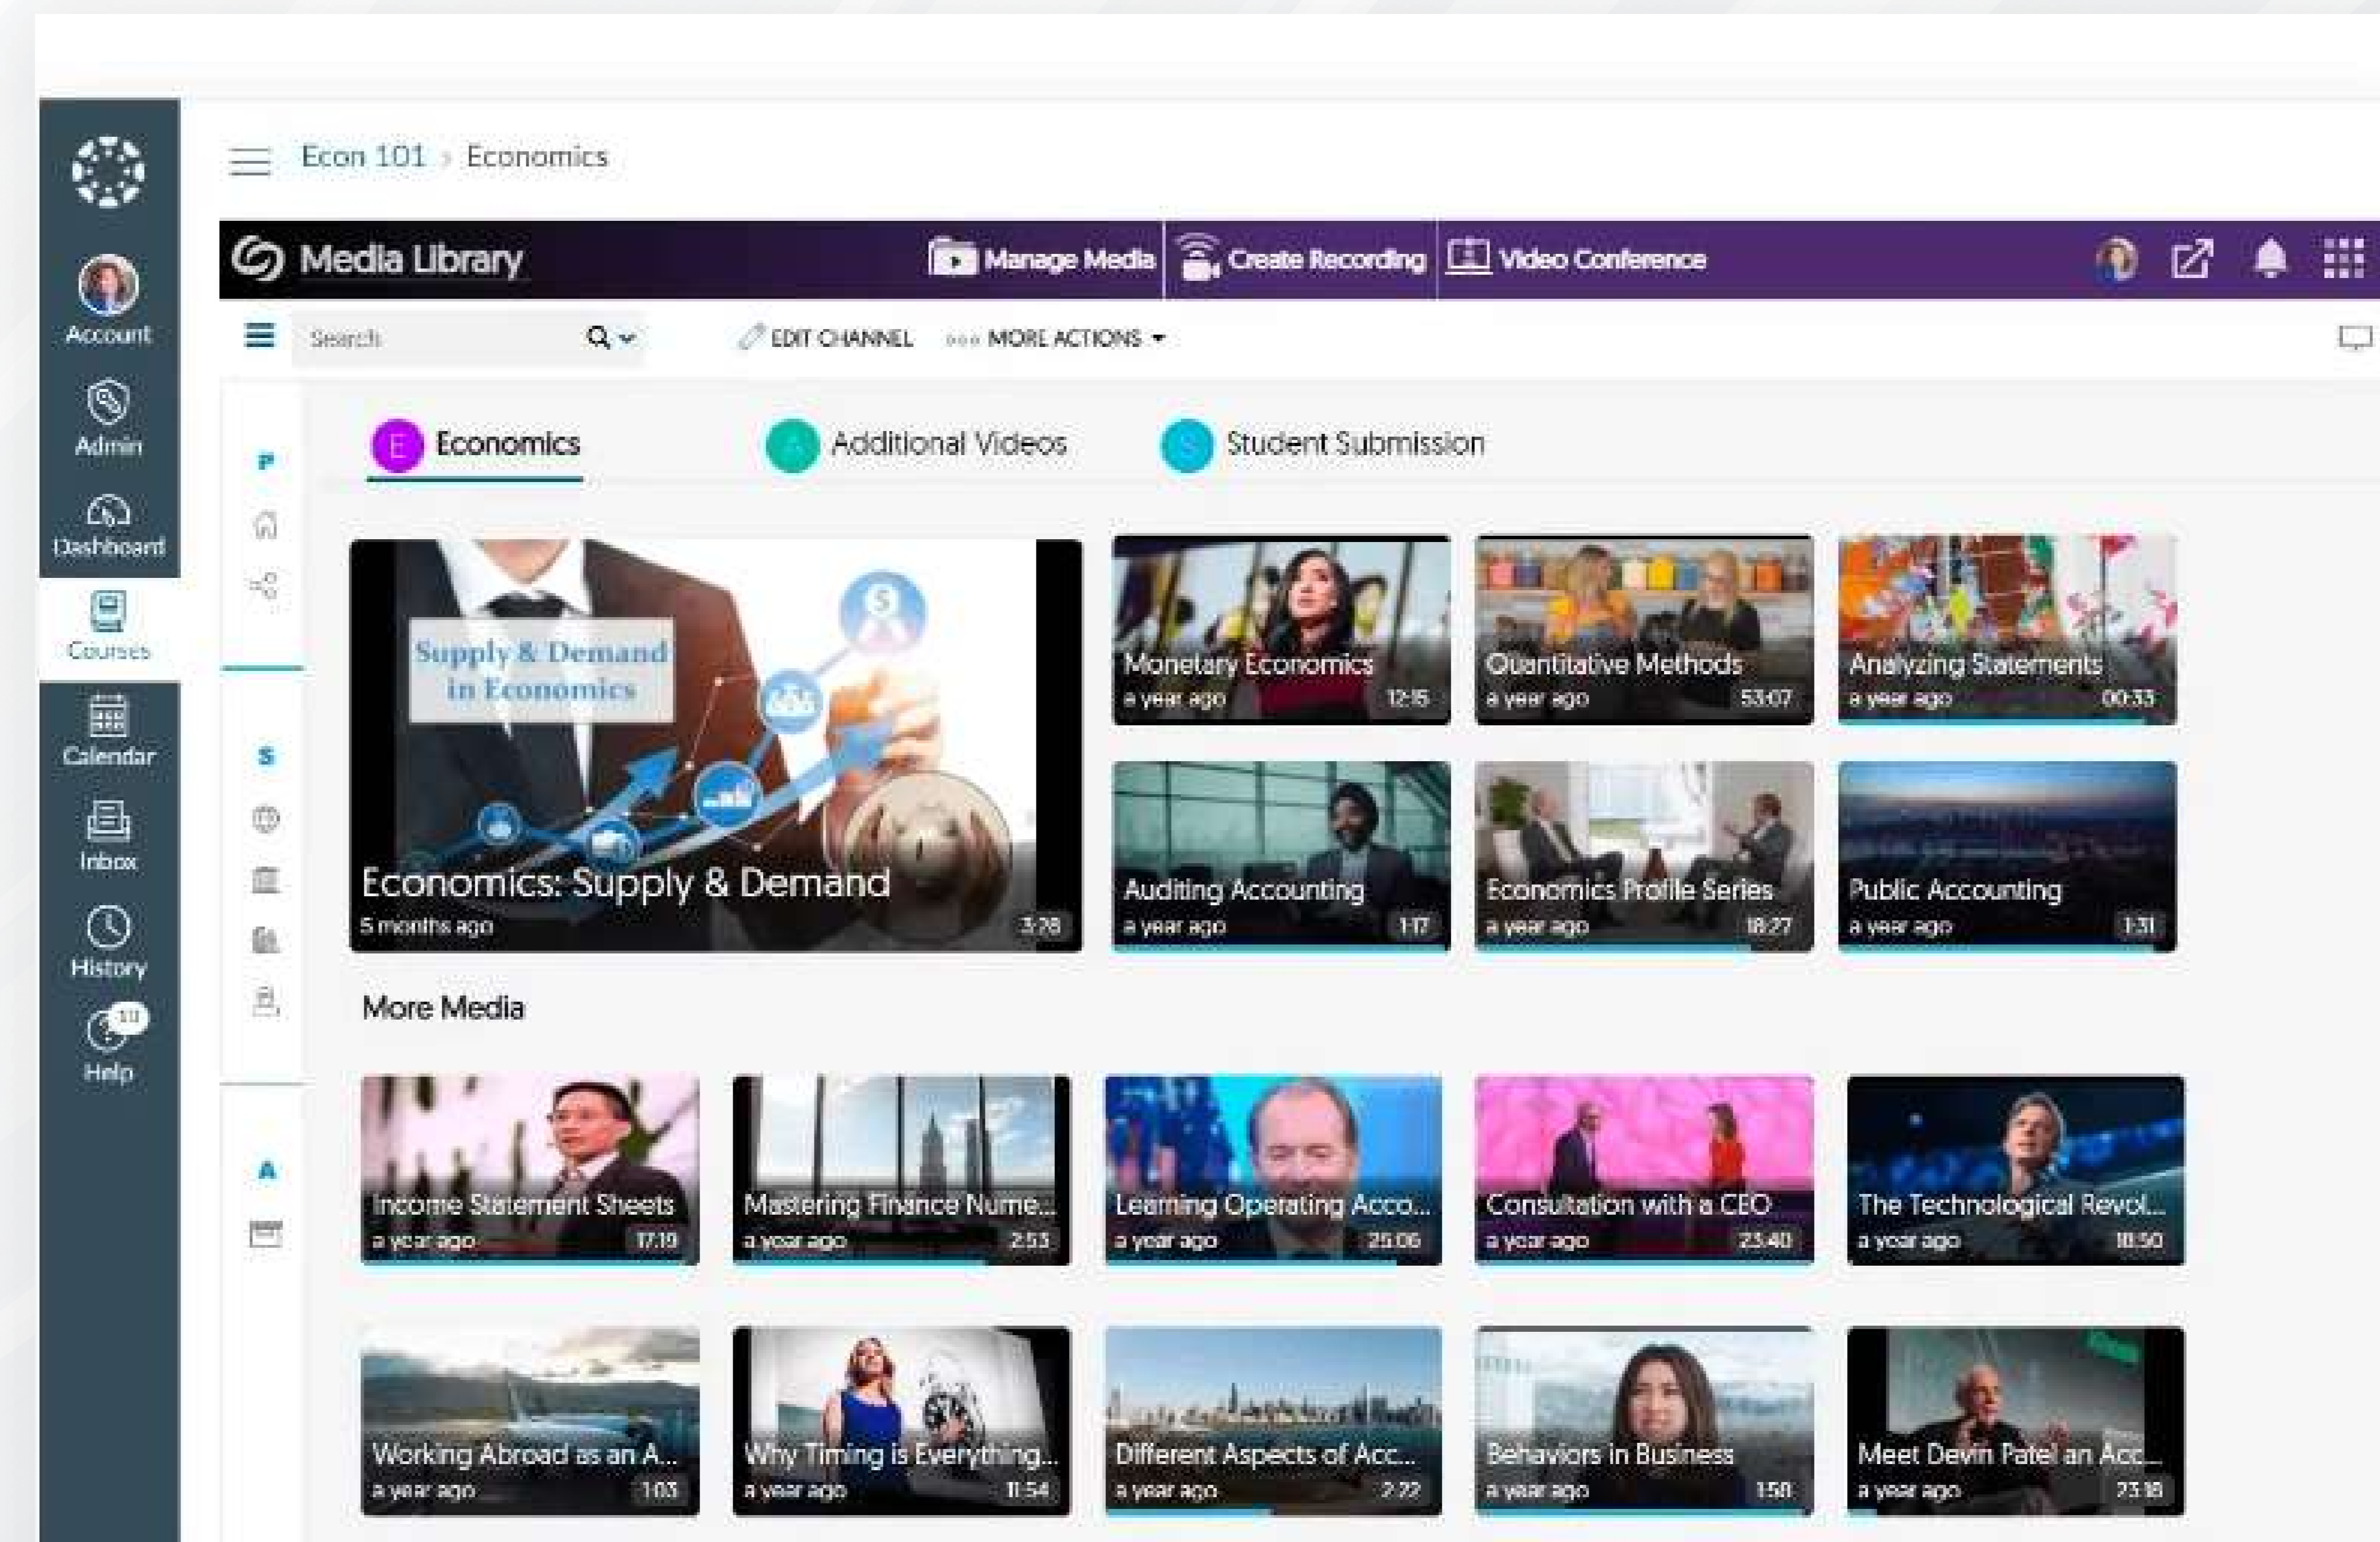 Econ 101 › Economics
Media Library
Manage Media
Create Recording
Video Conference
Account
Admin
Dashboard
Courses
Calendar
Inbox
History
10
Help
Search
EDIT CHANNEL
MORE ACTIONS
P
S
A
E Economics
Additional Videos
S Student Submission
Supply & Demand
in Economics
$
Economics: Supply & Demand
5 months ago 3:28
Monetary Economics
a year ago 12:15
Quantitative Methods
a year ago 53:07
Analyzing Statements
a year ago 00:33
Auditing Accounting
a year ago 1:17
Economics Profile Series
a year ago 18:27
Public Accounting
a year ago 1:31
More Media
Income Statement Sheets
a year ago 17:19
Mastering Finance Nume...
a year ago 2:53
Learning Operating Acco...
a year ago 25:06
Consultation with a CEO
a year ago 23:40
The Technological Revol...
a year ago 18:50
Working Abroad as an A...
a year ago 1:03
Why Timing is Everything...
a year ago 11:54
Different Aspects of Acc...
a year ago 2:22
Behaviors in Business
a year ago 1:58
Meet Devin Patel an Acc...
a year ago 23:18